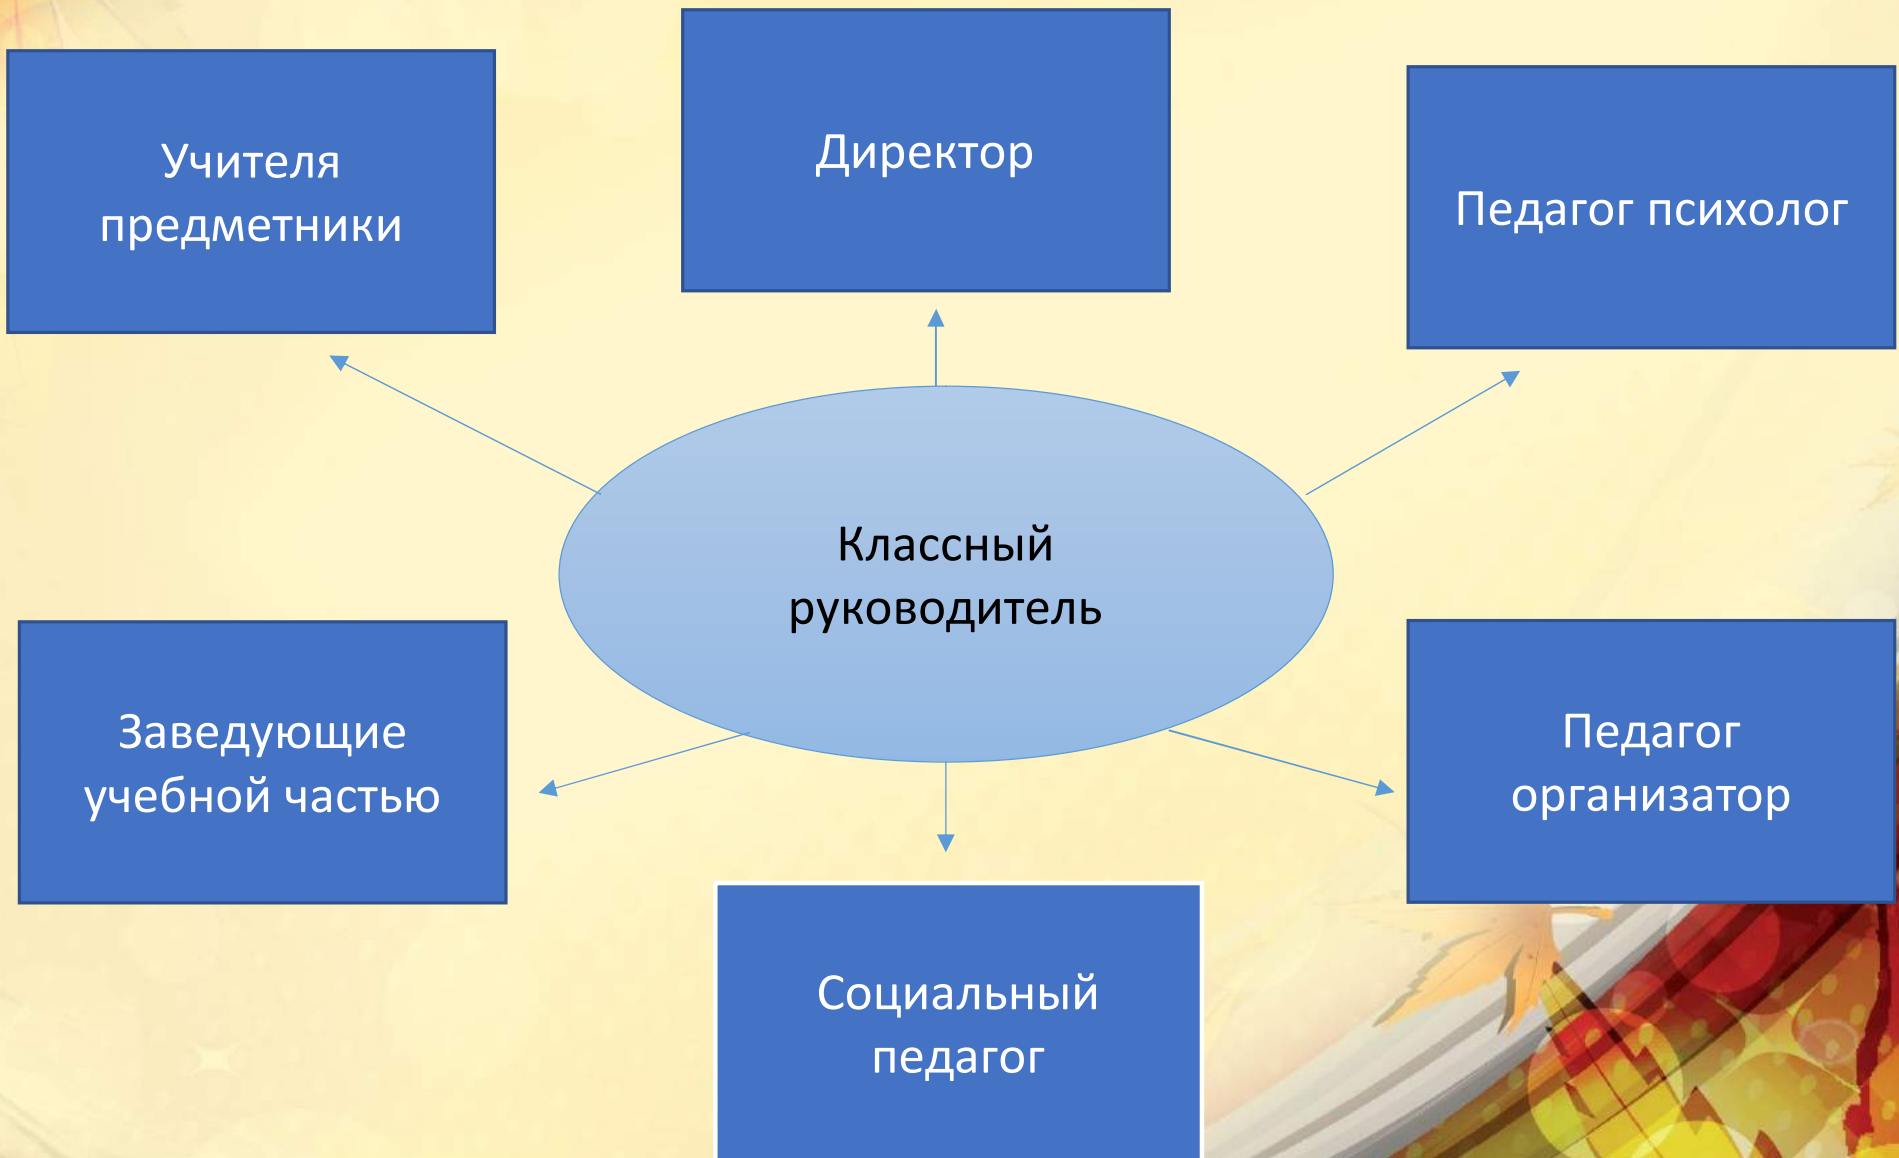 Учителя
предметники
Директор
Педагог психолог
Классный
руководитель
Заведующие
учебной частью
Педагог
организатор
Социальный
педагог